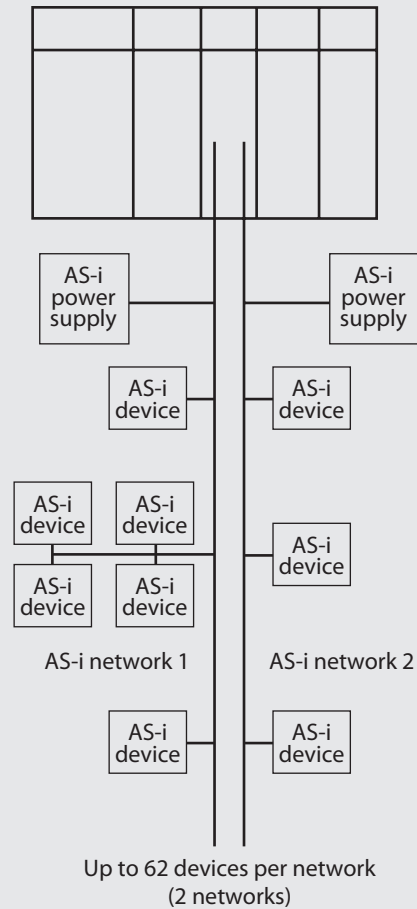 AS-i
power
supply
AS-i
power
supply
AS-i
device
AS-i
device
AS-i
device
AS-i
device
AS-i
device
AS-i
device
AS-i
device
AS-i network 1
AS-i network 2
AS-i
device
AS-i
device
Up to 62 devices per network
(2 networks)